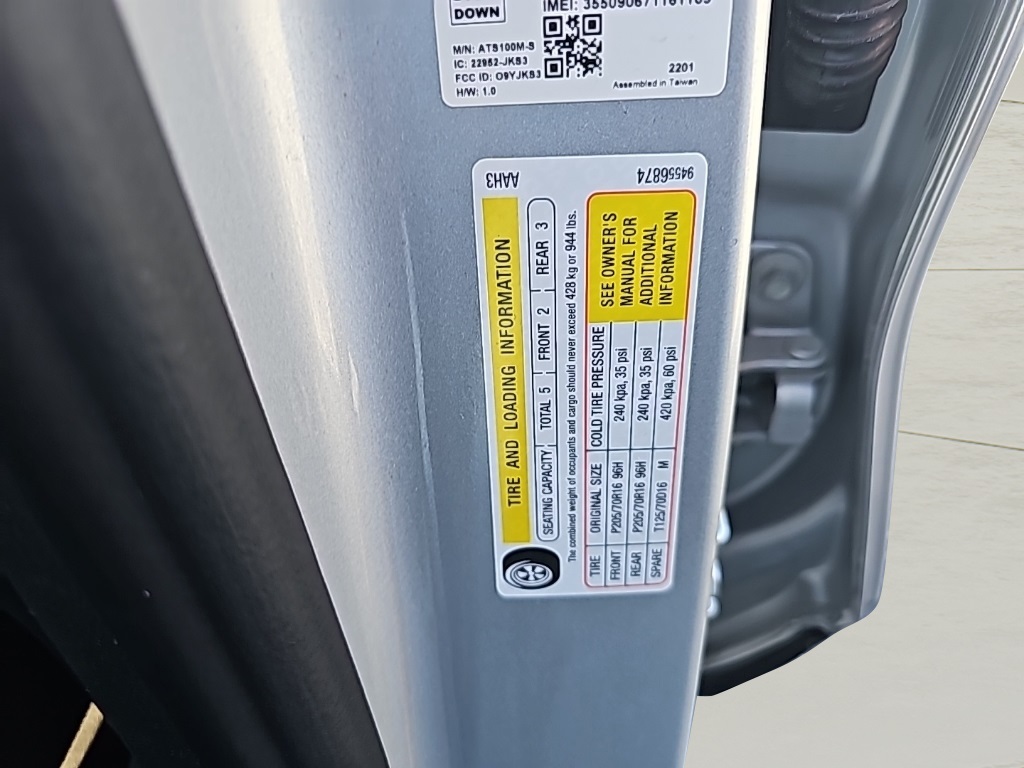 DOWN
M/N: ATS100M-S
IC: 22952-JKS3
FCC ID: O9YJKS3
H/W: 1.0
2201
Assembled in Taiwan
AAH3
94556874
TIRE AND LOADING INFORMATION
SEATING CAPACITY TOTAL 5 FRONT 2 REAR 3
The combined weight of occupants and cargo should never exceed 428 kg or 944 lbs.
TIRE ORIGINAL SIZE COLD TIRE PRESSURE
FRONT P205/70R16 96H 240 kpa, 35 psi
REAR P205/70R16 96H 240 kpa, 35 psi
SPARE T125/70D16 M 420 kpa, 60 psi
SEE OWNER'S
MANUAL FOR
ADDITIONAL
INFORMATION